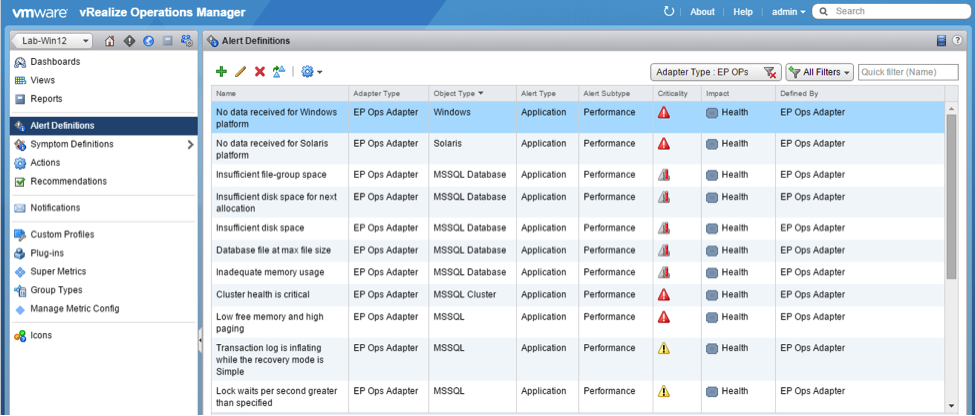 vmware vRealize Operations Manager
About Help admin Search
Lab-Win12
Alert Definitions
Dashboards
Views
Reports
Alert Definitions
Symptom Definitions
Actions
Recommendations
Notifications
Custom Profiles
Plug-ins
Super Metrics
Group Types
Manage Metric Config
Icons
Adapter Type : EP OPs All Filters Quick filter (Name)
Name Adapter Type Object Type Alert Type Alert Subtype Criticality Impact Defined By
No data received for Windows EP Ops Adapter Windows Application Performance Health EP Ops Adapter
platform
No data received for Solaris EP Ops Adapter Solaris Application Performance Health EP Ops Adapter
platform
Insufficient file-group space EP Ops Adapter MSSQL Database Application Performance Health EP Ops Adapter
Insufficient disk space for next EP Ops Adapter MSSQL Database Application Performance Health EP Ops Adapter
allocation
Insufficient disk space EP Ops Adapter MSSQL Database Application Performance Health EP Ops Adapter
Database file at max file size EP Ops Adapter MSSQL Database Application Performance Health EP Ops Adapter
Inadequate memory usage EP Ops Adapter MSSQL Database Application Performance Health EP Ops Adapter
Cluster health is critical EP Ops Adapter MSSQL Cluster Application Performance Health EP Ops Adapter
Low free memory and high EP Ops Adapter MSSQL Application Performance Health EP Ops Adapter
paging
Transaction log is inflating EP Ops Adapter MSSQL Application Performance Health EP Ops Adapter
while the recovery mode is
Simple
Lock waits per second greater EP Ops Adapter MSSQL Application Performance Health EP Ops Adapter
than specified